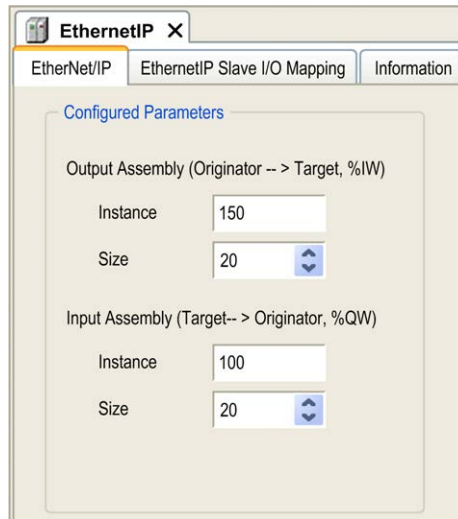 EthernetIP X
EtherNet/IP EthernetIP Slave I/O Mapping Information
Configured Parameters
Output Assembly (Originator -- > Target, %IW)
Instance 150
Size 20
Input Assembly (Target-- > Originator, %QW)
Instance 100
Size 20